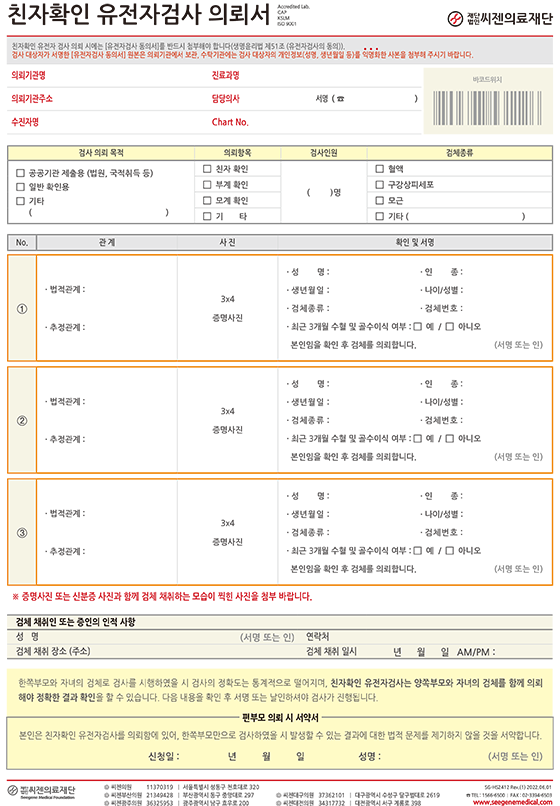 친자확인 유전자검사 의뢰서
Accredited Lab.
CAP
KSLM
ISO 9001
재단법인 씨젠의료재단
친자확인 유전자 검사 의뢰 시에는 [유전자검사 동의서]를 반드시 첨부해야 합니다(생명윤리법 제51조 (유전자검사의 동의)),
검사 대상자가 서명한 [유전자검사 동의서] 원본은 의뢰기관에서 보관, 수탁기관에는 검사 대상자의 개인정보(성명, 생년월일 등)를 익명화한 사본을 첨부해 주시기 바랍니다.
의뢰기관명 진료과명
의뢰기관주소 담당의사 서명 ( ☎ )
수진자명 Chart No.
바코드위치
검사 의뢰 목적 의뢰항목 검사인원 검체종류
□ 공공기관 제출용 (법원, 국적취득 등)
□ 일반 확인용
□ 기타
( )
□ 친자 확인
□ 부계 확인
□ 모계 확인
□ 기 타
( )명
□ 혈액
□ 구강상피세포
□ 모근
□ 기타 ( )
No. 관 계 사 진 확인 및 서명
①
· 법적관계 :
· 추정관계 :
3x4
증명사진
· 성 명 : · 인 종 :
· 생년월일 : · 나이/성별 :
· 검체종류 : · 검체번호 :
· 최근 3개월 수혈 및 골수이식 여부 : □ 예 / □ 아니오
본인임을 확인 후 검체를 의뢰합니다. (서명 또는 인)
②
· 법적관계 :
· 추정관계 :
3x4
증명사진
· 성 명 : · 인 종 :
· 생년월일 : · 나이/성별 :
· 검체종류 : · 검체번호 :
· 최근 3개월 수혈 및 골수이식 여부 : □ 예 / □ 아니오
본인임을 확인 후 검체를 의뢰합니다. (서명 또는 인)
③
· 법적관계 :
· 추정관계 :
3x4
증명사진
· 성 명 : · 인 종 :
· 생년월일 : · 나이/성별 :
· 검체종류 : · 검체번호 :
· 최근 3개월 수혈 및 골수이식 여부 : □ 예 / □ 아니오
본인임을 확인 후 검체를 의뢰합니다. (서명 또는 인)
※ 증명사진 또는 신분증 사진과 함께 검체 채취하는 모습이 찍힌 사진을 첨부 바랍니다.
검체 채취인 또는 증인의 인적 사항
성 명 (서명 또는 인) 연락처
검체 채취 장소 (주소) 검체 채취 일시 년 월 일 AM/PM :
한쪽부모와 자녀의 검체로 검사를 시행하였을 시 검사의 정확도는 통계적으로 떨어지며, 친자확인 유전자검사는 양쪽부모와 자녀의 검체를 함께 의뢰
해야 정확한 결과 확인을 할 수 있습니다. 다음 내용을 확인 후 서명 또는 날인하셔야 검사가 진행됩니다.
편부모 의뢰 시 서약서
본인은 친자확인 유전자검사를 의뢰함에 있어, 한쪽부모만으로 검사하였을 시 발생할 수 있는 결과에 대한 법적 문제를 제기하지 않을 것을 서약합니다.
신청일 : 년 월 일 성명 : (서명 또는 인)
재단법인 씨젠의료재단
Seegene Medical Foundation
씨젠의원 11370319 | 서울특별시 성동구 천호대로 320
씨젠부산의원 21349428 | 부산광역시 동구 중앙대로 297
씨젠광주의원 36325953 | 광주광역시 남구 효우로 200
씨젠대구의원 37362101 | 대구광역시 수성구 달구벌대로 2619
씨젠대전의원 34317732 | 대전광역시 서구 계룡로 398
SG-HS2412 Rev.(1) 2022.06.01
TEL : 1566-6500 | FAX : 02-3394-6503
www.seegenemedical.com